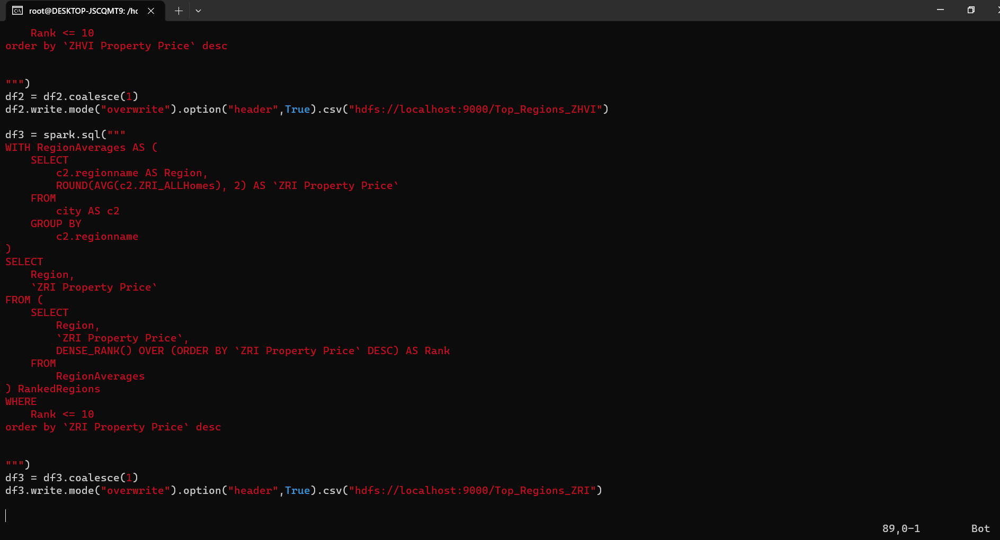 root@DESKTOP-JSCQMT9: /hc
    Rank <= 10
order by `ZHVI Property Price` desc
""")
df2 = df2.coalesce(1)
df2.write.mode("overwrite").option("header",True).csv("hdfs://localhost:9000/Top_Regions_ZHVI")
df3 = spark.sql("""
WITH RegionAverages AS (
    SELECT
        c2.regionname AS Region,
        ROUND(AVG(c2.ZRI_ALLHomes), 2) AS `ZRI Property Price`
    FROM
        city AS c2
    GROUP BY
        c2.regionname
)
SELECT
    Region,
    `ZRI Property Price`
FROM (
    SELECT
        Region,
        `ZRI Property Price`,
        DENSE_RANK() OVER (ORDER BY `ZRI Property Price` DESC) AS Rank
    FROM
        RegionAverages
) RankedRegions
WHERE
    Rank <= 10
order by `ZRI Property Price` desc
""")
df3 = df3.coalesce(1)
df3.write.mode("overwrite").option("header",True).csv("hdfs://localhost:9000/Top_Regions_ZRI")
89,0-1 Bot